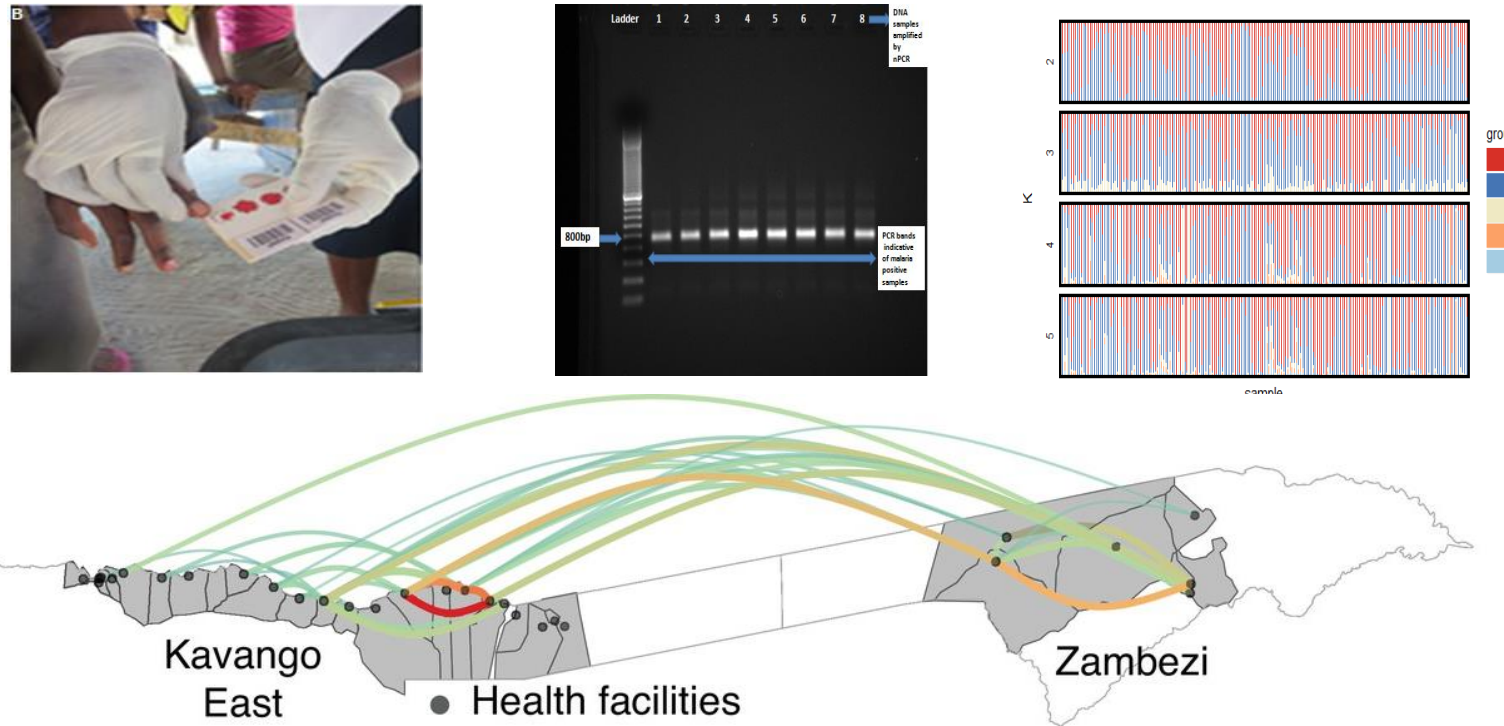 B
Ladder 1 2 3 4 5 6 7 8
DNA
samples
amplified
by
nPCR
800bp
PCR bands
indicative
of malaria
positive
samples
2
3
4
5
K
gro
sample
Kavango
East
Zambezi
Health facilities